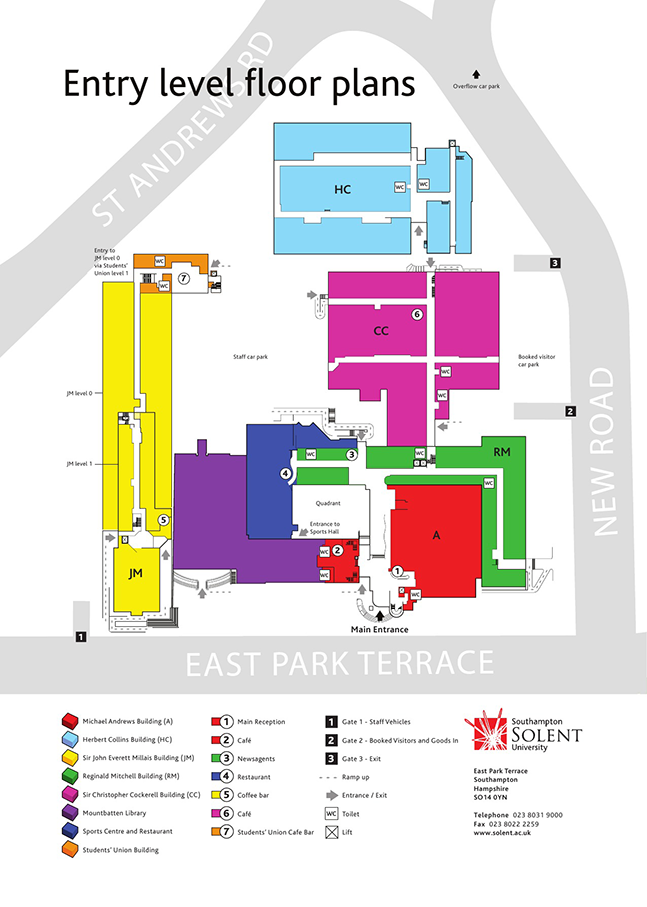 Entry level floor plans
ST ANDREWS RD
Overflow car park
HC
WC
WC
Entry to
JM level 0
via Students'
Union level 1
WC
7
WC
3
6
CC
Staff car park
Booked visitor
car park
WC
JM level 0
WC
2
NEW ROAD
RM
WC
3
WC
JM level 1
4
WC
Quadrant
5
Entrance to
Sports Hall
A
WC
2
JM
WC
1
WC
Main Entrance
1
EAST PARK TERRACE
Michael Andrews Building (A)
Herbert Collins Building (HC)
Sir John Everett Millais Building (JM)
Reginald Mitchell Building (RM)
Sir Christopher Cockerell Building (CC)
Mountbatten Library
Sports Centre and Restaurant
Students' Union Building
1 Main Reception
2 Café
3 Newsagents
4 Restaurant
5 Coffee bar
6 Café
7 Students' Union Cafe Bar
1 Gate 1 - Staff Vehicles
2 Gate 2 - Booked Visitors and Goods In
3 Gate 3 - Exit
Ramp up
Entrance / Exit
WC Toilet
Lift
Southampton
SOLENT
University
East Park Terrace
Southampton
Hampshire
SO14 0YN
Telephone 023 8031 9000
Fax 023 8022 2259
www.solent.ac.uk